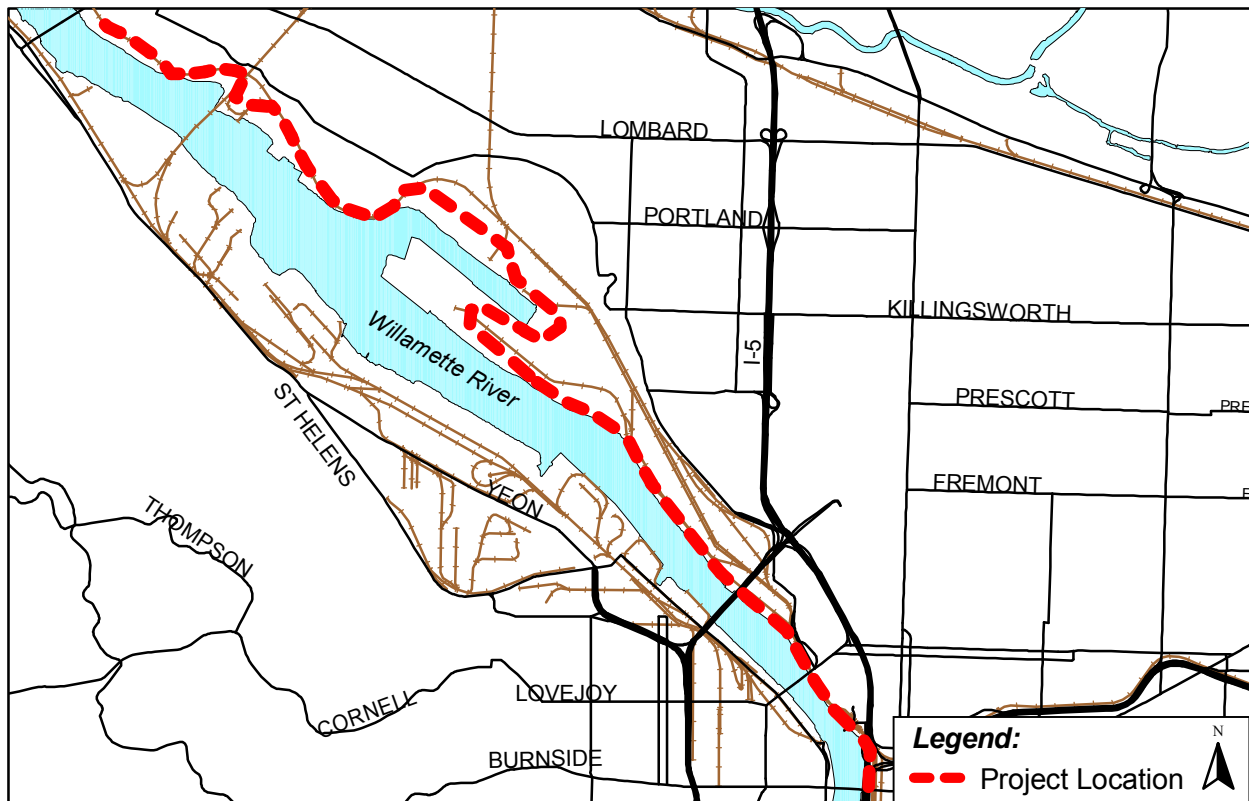 LOMBARD
PORTLAND
KILLINGSWORTH
I-5
Willamette River
PRESCOTT
PRE
ST HELENS
FREMONT
F
YEON
THOMPSON
LOVEJOY
CORNELL
BURNSIDE
Legend:
N
Project Location